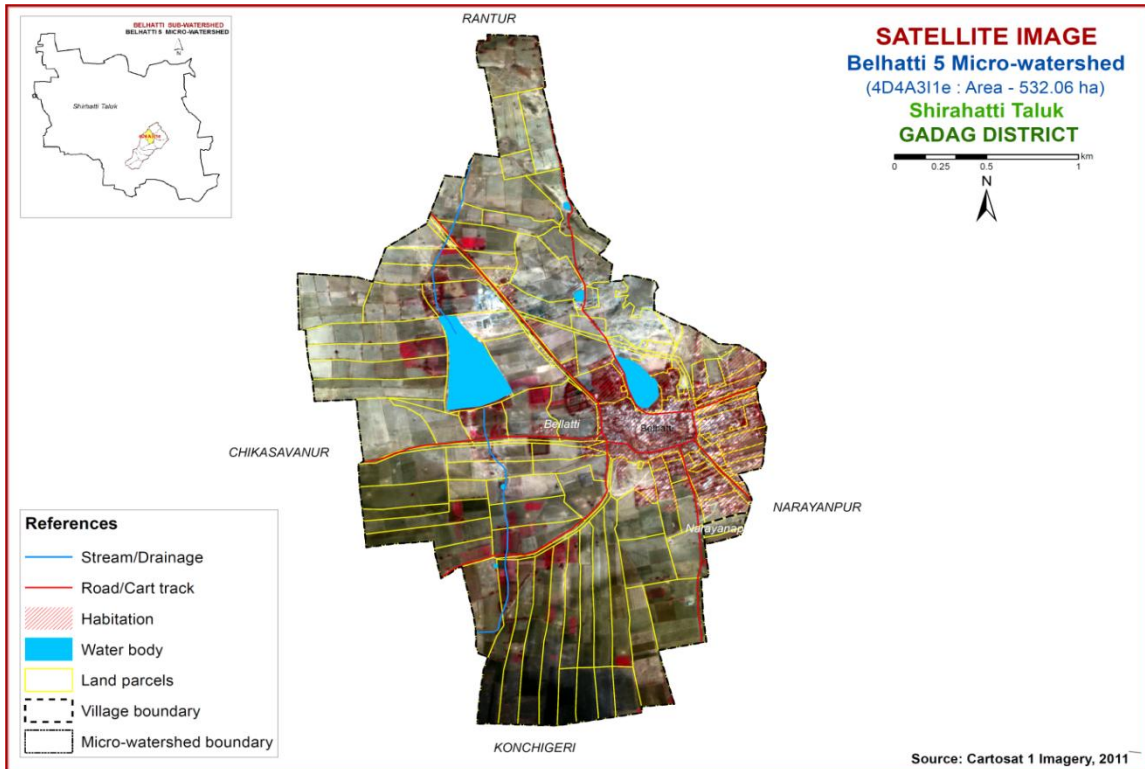 RANTUR
BELHATTI SUB-WATERSHED
BELHATTI 5 MICRO-WATERSHED
N
Shirhatti Taluk
SATELLITE IMAGE
Belhatti 5 Micro-watershed
(4D4A3I1e : Area - 532.06 ha)
Shirahatti Taluk
GADAG DISTRICT
km
0 0.25 0.5 1
N
Bellatti
CHIKASAVANUR
NARAYANPUR
References
Stream/Drainage
Road/Cart track
Habitation
Water body
Land parcels
Village boundary
Micro-watershed boundary
KONCHIGERI
Source: Cartosat 1 Imagery, 2011